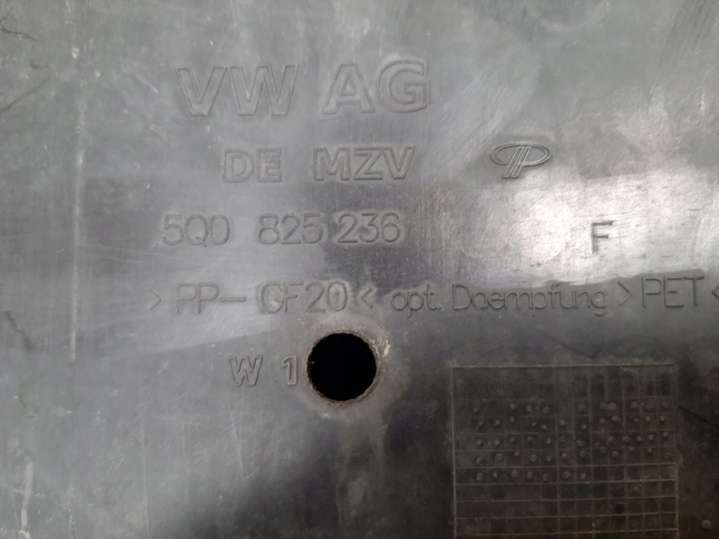 VW AG
DE MZV
5Q0 825 236 F
>PP-GF20< opt. Daempfung >PET<
W 1